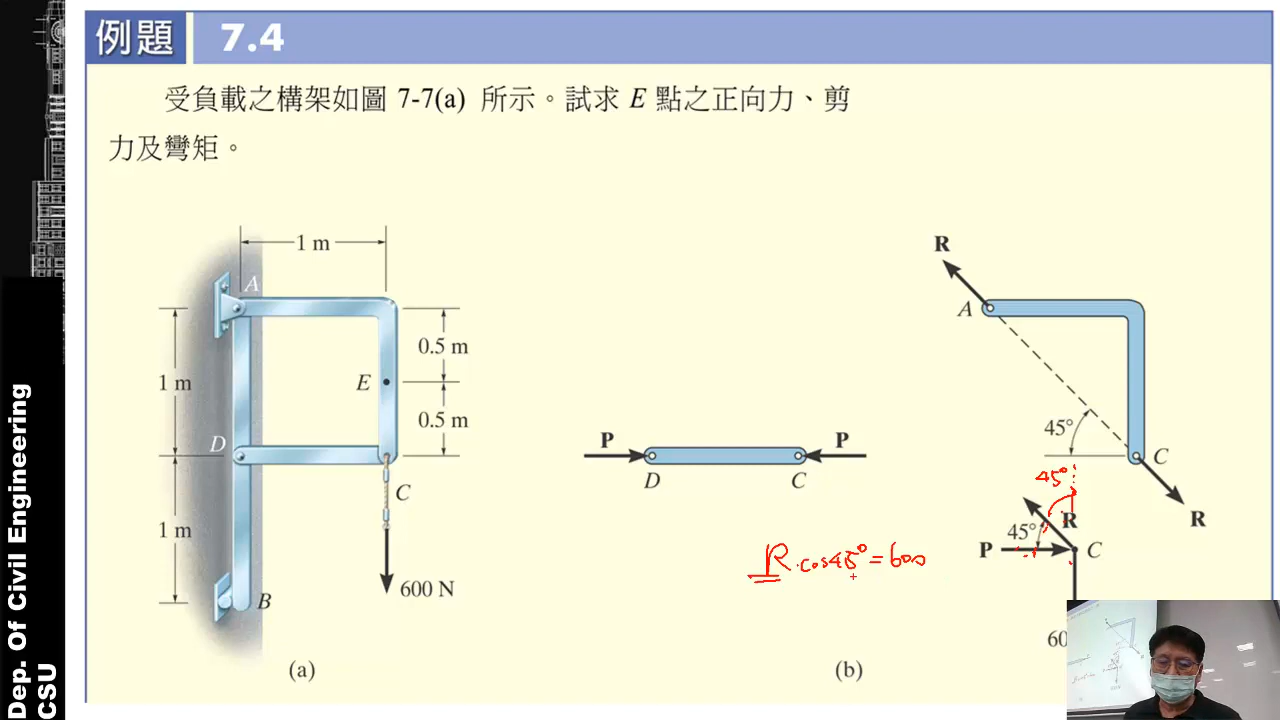 例題 7.4
受負載之構架如圖 7-7(a) 所示。試求 E 點之正向力、剪
力及彎矩。
1 m
A
0.5 m
1 m
E
0.5 m
D
C
1 m
600 N
B
(a)
P
P
D
C
R
A
45°
C
R
45°
R
45°
P
C
60
R·cos45°=600
(b)
Dep. Of Civil Engineering
CSU